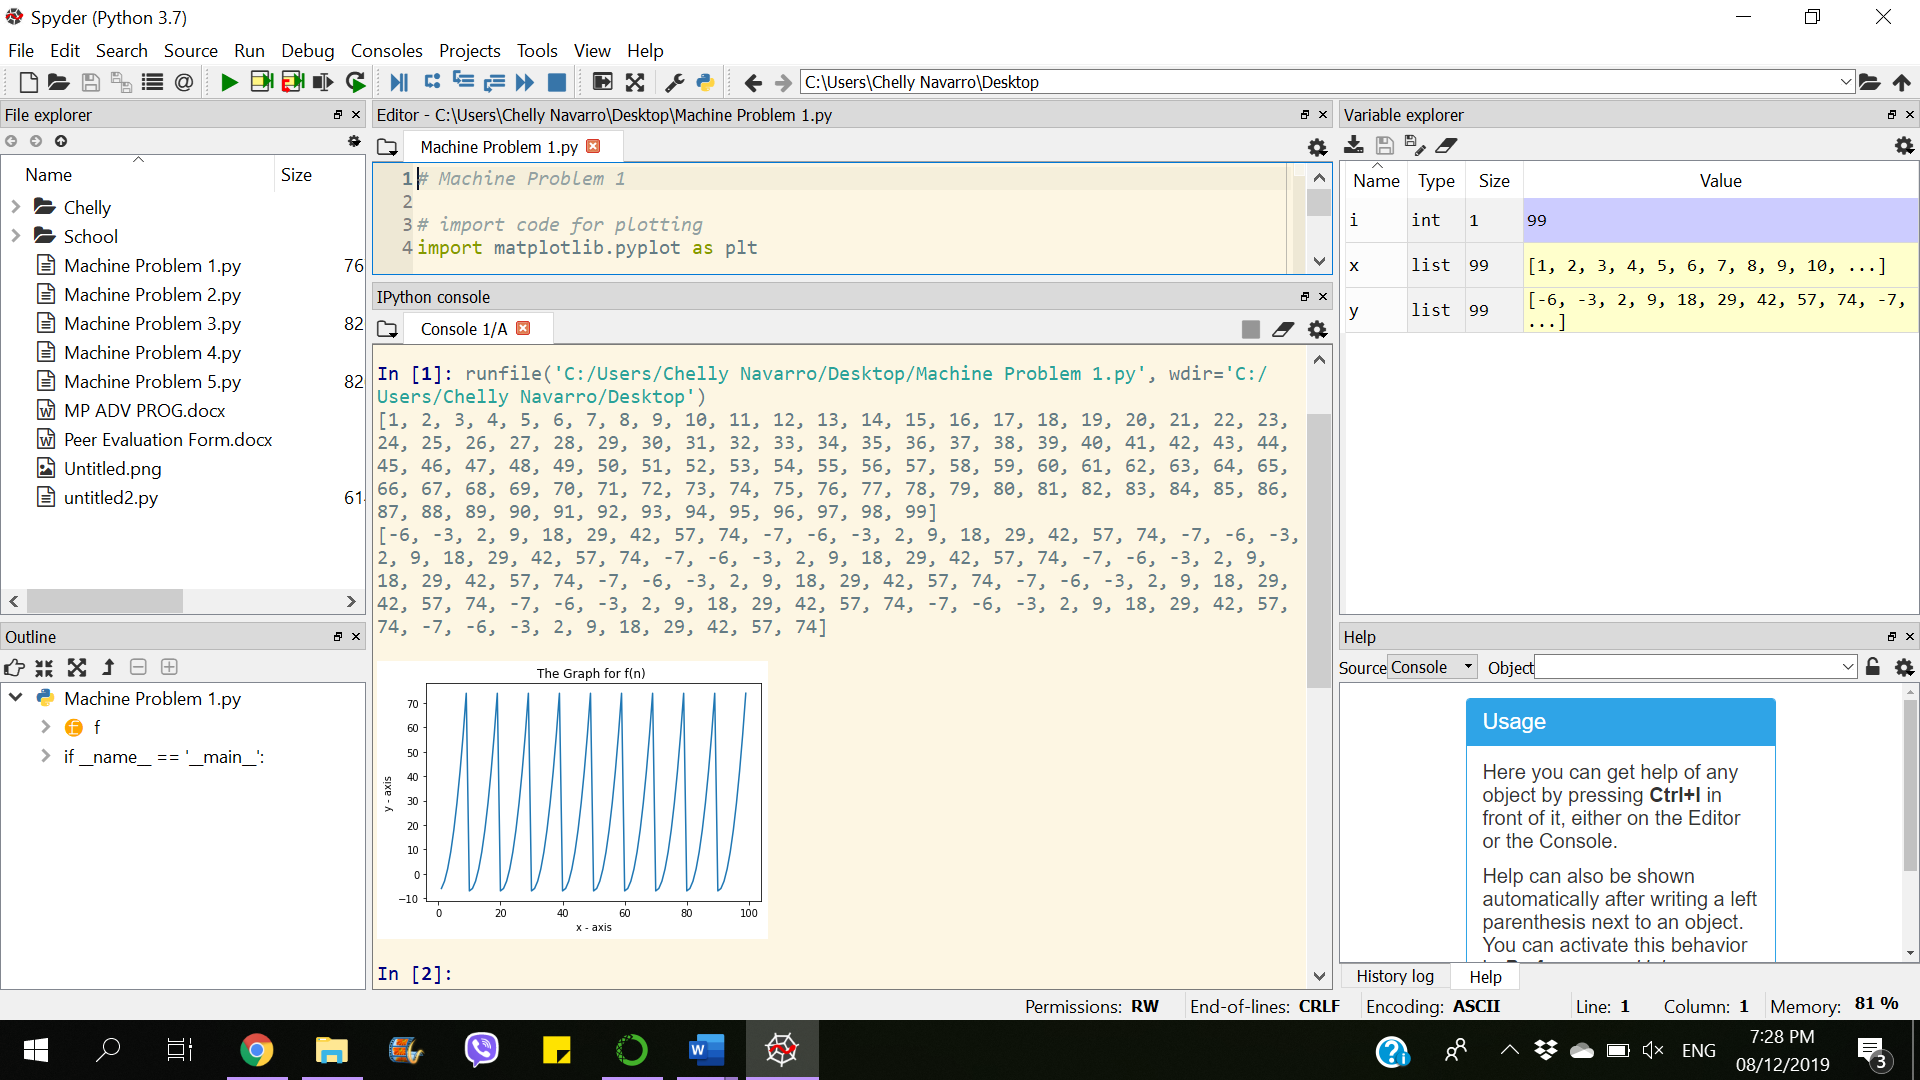 Spyder (Python 3.7)
File Edit Search Source Run Debug Consoles Projects Tools View Help
C:\Users\Chelly Navarro\Desktop
File explorer
Name Size
Chelly
School
Machine Problem 1.py 76
Machine Problem 2.py
Machine Problem 3.py 82
Machine Problem 4.py
Machine Problem 5.py 82
MP ADV PROG.docx
Peer Evaluation Form.docx
Untitled.png
untitled2.py 61
Outline
Machine Problem 1.py
f
if __name__ == '__main__':
Editor - C:\Users\Chelly Navarro\Desktop\Machine Problem 1.py
Machine Problem 1.py
1 # Machine Problem 1
2
3 # import code for plotting
4 import matplotlib.pyplot as plt
IPython console
Console 1/A
In [1]: runfile('C:/Users/Chelly Navarro/Desktop/Machine Problem 1.py', wdir='C:/
Users/Chelly Navarro/Desktop')
[1, 2, 3, 4, 5, 6, 7, 8, 9, 10, 11, 12, 13, 14, 15, 16, 17, 18, 19, 20, 21, 22, 23,
24, 25, 26, 27, 28, 29, 30, 31, 32, 33, 34, 35, 36, 37, 38, 39, 40, 41, 42, 43, 44,
45, 46, 47, 48, 49, 50, 51, 52, 53, 54, 55, 56, 57, 58, 59, 60, 61, 62, 63, 64, 65,
66, 67, 68, 69, 70, 71, 72, 73, 74, 75, 76, 77, 78, 79, 80, 81, 82, 83, 84, 85, 86,
87, 88, 89, 90, 91, 92, 93, 94, 95, 96, 97, 98, 99]
[-6, -3, 2, 9, 18, 29, 42, 57, 74, -7, -6, -3, 2, 9, 18, 29, 42, 57, 74, -7, -6, -3,
2, 9, 18, 29, 42, 57, 74, -7, -6, -3, 2, 9, 18, 29, 42, 57, 74, -7, -6, -3, 2, 9,
18, 29, 42, 57, 74, -7, -6, -3, 2, 9, 18, 29, 42, 57, 74, -7, -6, -3, 2, 9, 18, 29,
42, 57, 74, -7, -6, -3, 2, 9, 18, 29, 42, 57, 74, -7, -6, -3, 2, 9, 18, 29, 42, 57,
74, -7, -6, -3, 2, 9, 18, 29, 42, 57, 74]
The Graph for f(n)
70
60
50
40
30
20
10
0
−10
y - axis
0 20 40 60 80 100
x - axis
In [2]:
Variable explorer
Name Type Size Value
i int 1 99
x list 99 [1, 2, 3, 4, 5, 6, 7, 8, 9, 10, ...]
y list 99 [-6, -3, 2, 9, 18, 29, 42, 57, 74, -7,
...]
Help
Source Console Object
Usage
Here you can get help of any
object by pressing Ctrl+I in
front of it, either on the Editor
or the Console.
Help can also be shown
automatically after writing a left
parenthesis next to an object.
You can activate this behavior
History log Help
Permissions: RW End-of-lines: CRLF Encoding: ASCII Line: 1 Column: 1 Memory: 81 %
ENG
7:28 PM
08/12/2019
3